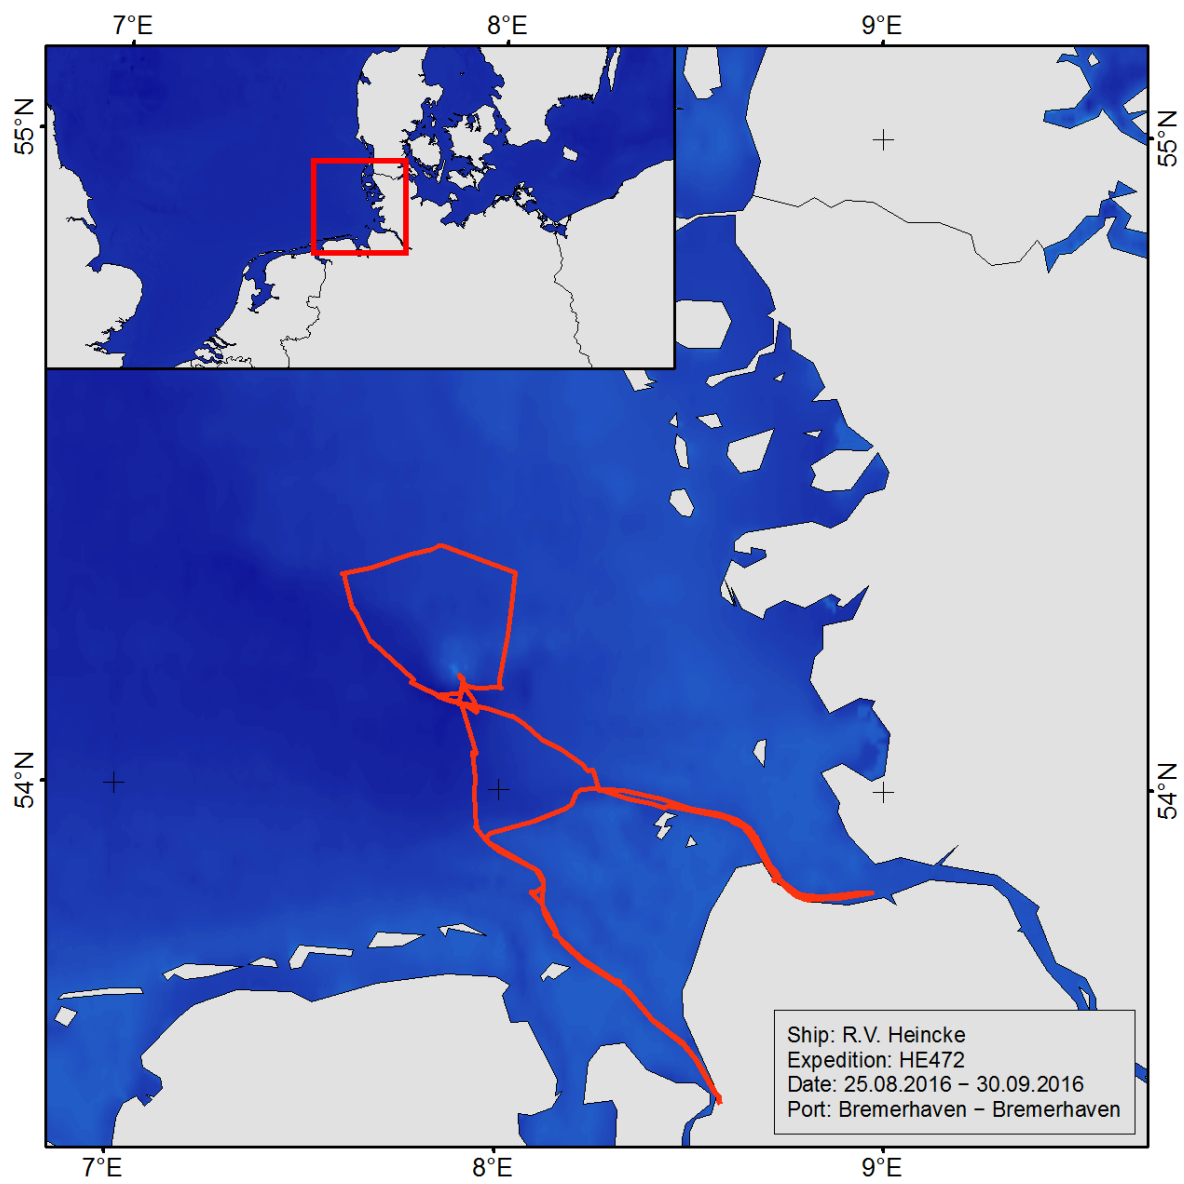 7°E 8°E 9°E
55°N 55°N
54°N 54°N
Ship: R.V. Heincke
Expedition: HE472
Date: 25.08.2016 − 30.09.2016
Port: Bremerhaven − Bremerhaven
7°E 8°E 9°E